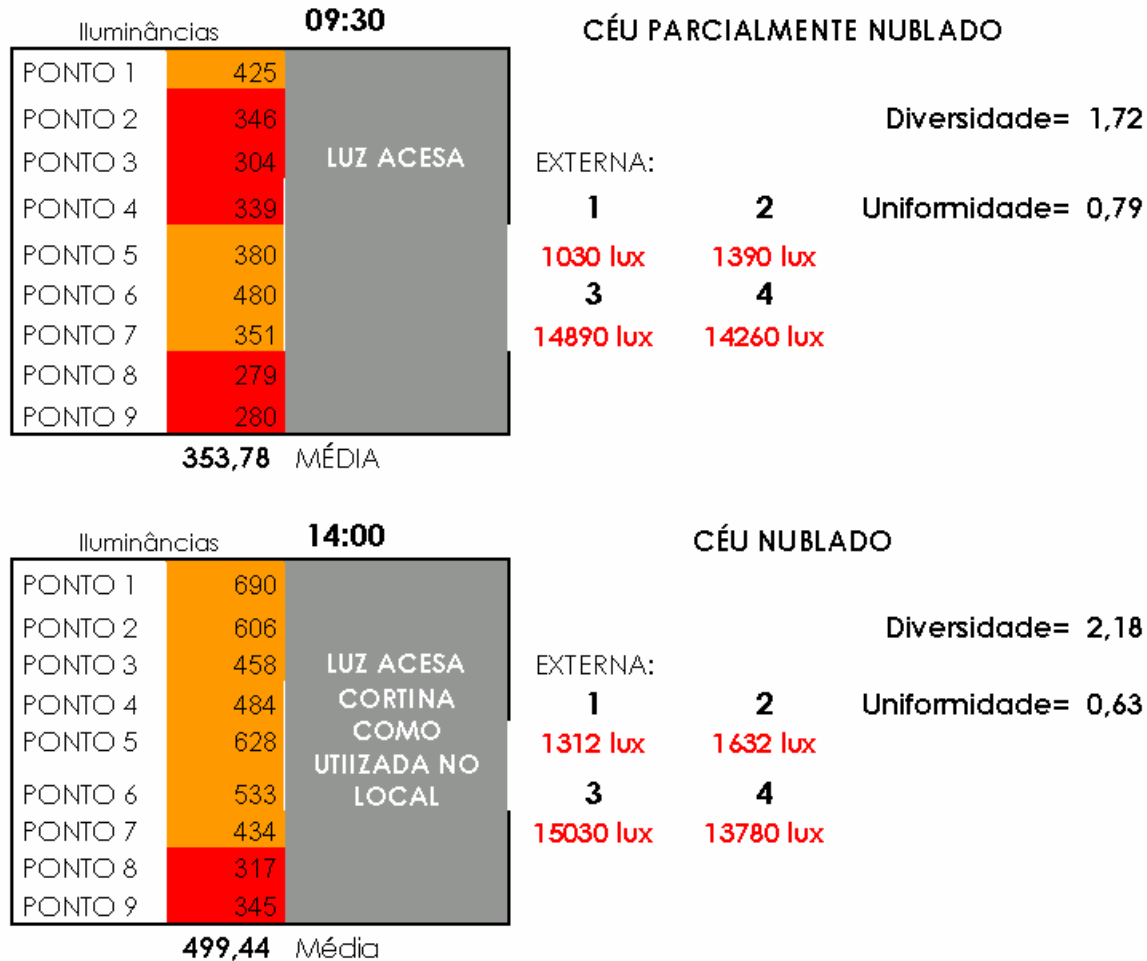 Iluminâncias 09:30 CÉU PARCIALMENTE NUBLADO
PONTO 1 425
PONTO 2 346 Diversidade= 1,72
PONTO 3 304 LUZ ACESA EXTERNA:
PONTO 4 339 1 2 Uniformidade= 0,79
PONTO 5 380 1030 lux 1390 lux
PONTO 6 480 3 4
PONTO 7 351 14890 lux 14260 lux
PONTO 8 279
PONTO 9 280
353,78 MÉDIA
Iluminâncias 14:00 CÉU NUBLADO
PONTO 1 690
PONTO 2 606 Diversidade= 2,18
PONTO 3 458 LUZ ACESA EXTERNA:
PONTO 4 484 CORTINA 1 2 Uniformidade= 0,63
PONTO 5 628 COMO 1312 lux 1632 lux
UTIIZADA NO
PONTO 6 533 LOCAL 3 4
PONTO 7 434 15030 lux 13780 lux
PONTO 8 317
PONTO 9 345
499,44 Média